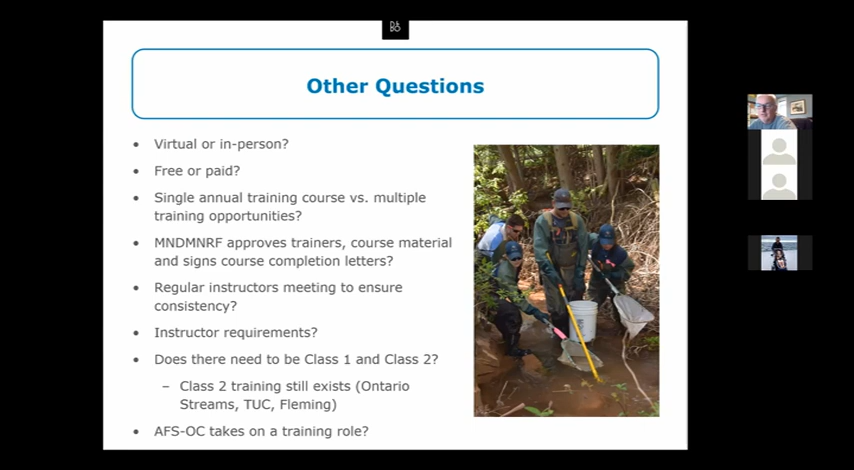 Other Questions
• Virtual or in-person?
• Free or paid?
• Single annual training course vs. multiple
training opportunities?
• MNDMNRF approves trainers, course material
and signs course completion letters?
• Regular instructors meeting to ensure
consistency?
• Instructor requirements?
• Does there need to be Class 1 and Class 2?
– Class 2 training still exists (Ontario
Streams, TUC, Fleming)
• AFS-OC takes on a training role?